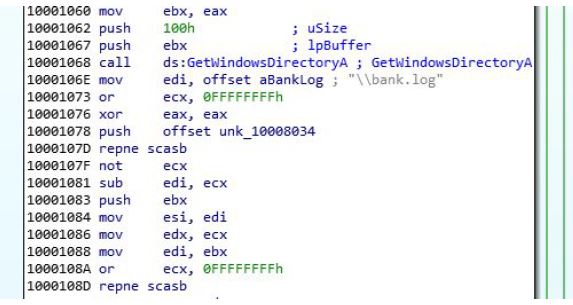 10001060 mov ebx, eax
10001062 push 100h ; uSize
10001067 push ebx ; lpBuffer
10001068 call ds:GetWindowsDirectoryA ; GetWindowsDirectoryA
1000106E mov edi, offset aBankLog ; "\\bank.log"
10001073 or ecx, 0FFFFFFFFh
10001076 xor eax, eax
10001078 push offset unk_10008034
1000107D repne scasb
1000107F not ecx
10001081 sub edi, ecx
10001083 push ebx
10001084 mov esi, edi
10001086 mov edx, ecx
10001088 mov edi, ebx
1000108A or ecx, 0FFFFFFFFh
1000108D repne scasb